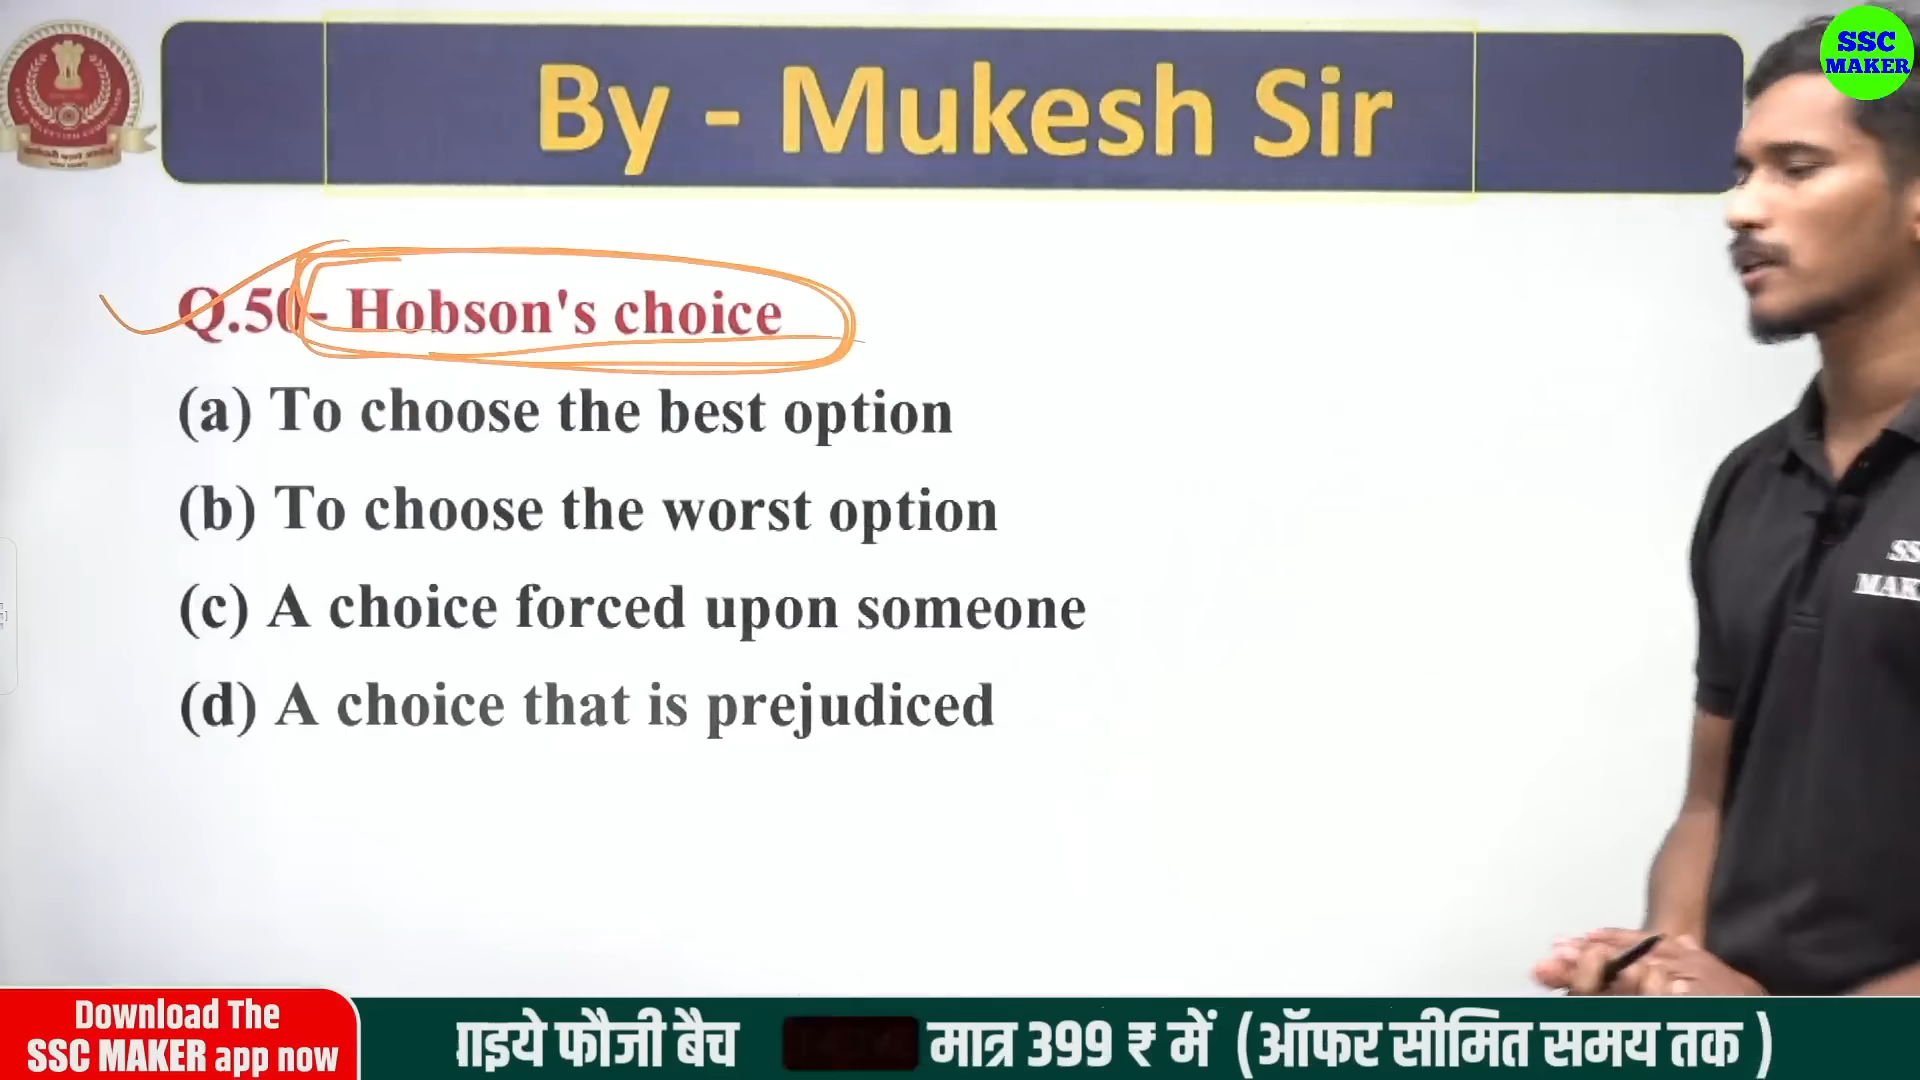 SSC
MAKER
By - Mukesh Sir
Q.50- Hobson's choice
(a) To choose the best option
(b) To choose the worst option
(c) A choice forced upon someone
(d) A choice that is prejudiced
Download The
SSC MAKER app now
फौजी बैच मात्र 399 ₹ में (ऑफर सीमित समय तक )